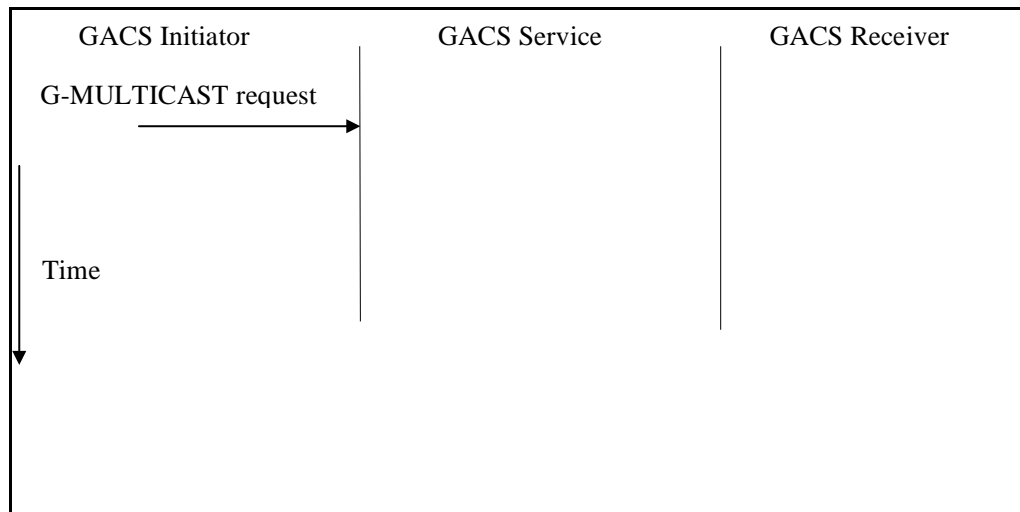 GACS Initiator
GACS Service
GACS Receiver
G-MULTICAST request
Time